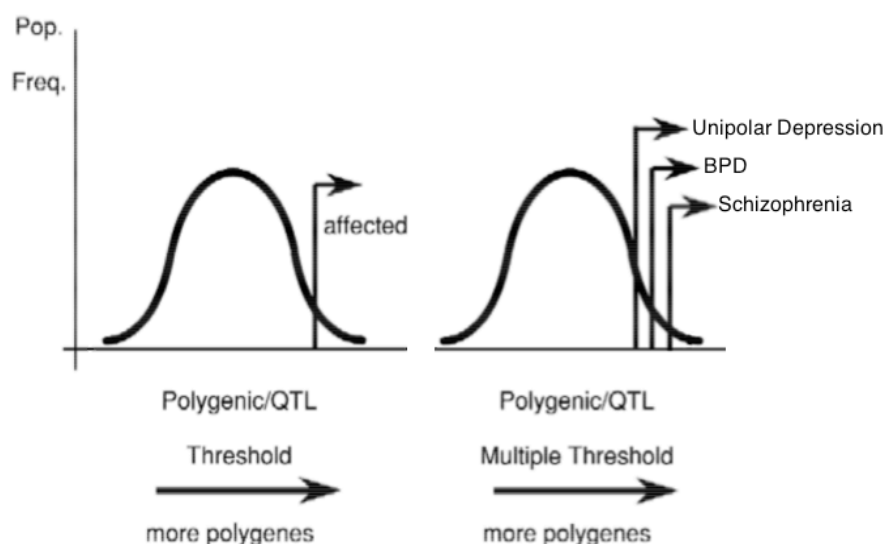 Pop.
Freq.
affected
Unipolar Depression
BPD
Schizophrenia
Polygenic/QTL
Polygenic/QTL
Threshold
Multiple Threshold
more polygenes
more polygenes